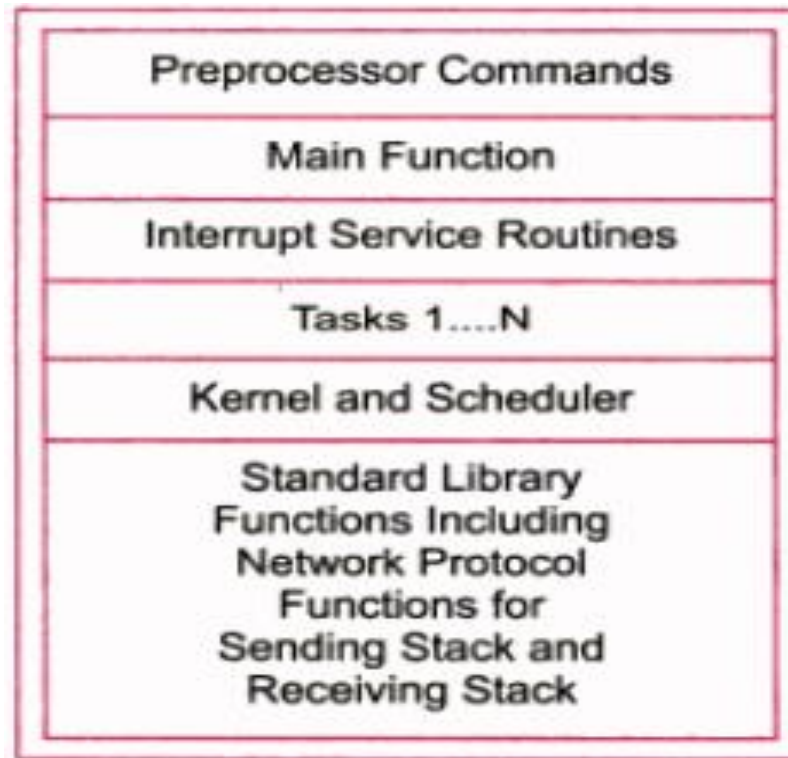 Preprocessor Commands
Main Function
Interrupt Service Routines
Tasks 1....N
Kernel and Scheduler
Standard Library
Functions Including
Network Protocol
Functions for
Sending Stack and
Receiving Stack